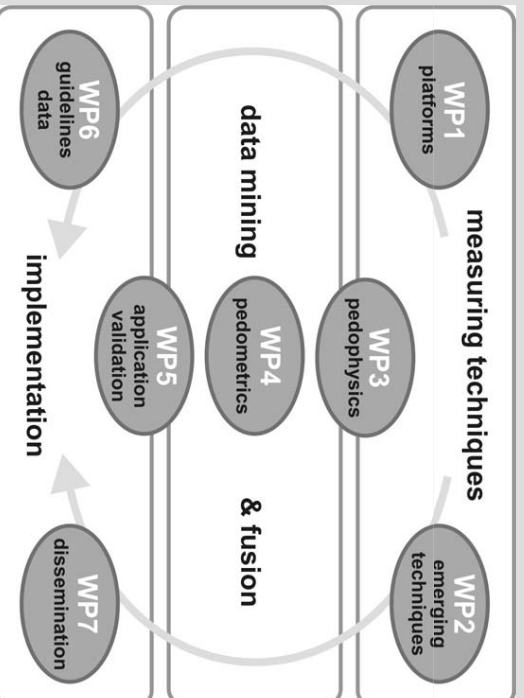 measuring techniques
WP1
platforms
WP2
emerging
techniques
WP3
pedophysics
data mining
WP4
pedometrics
& fusion
WP5
application
validation
WP6
guidelines
data
implementation
WP7
dissemination